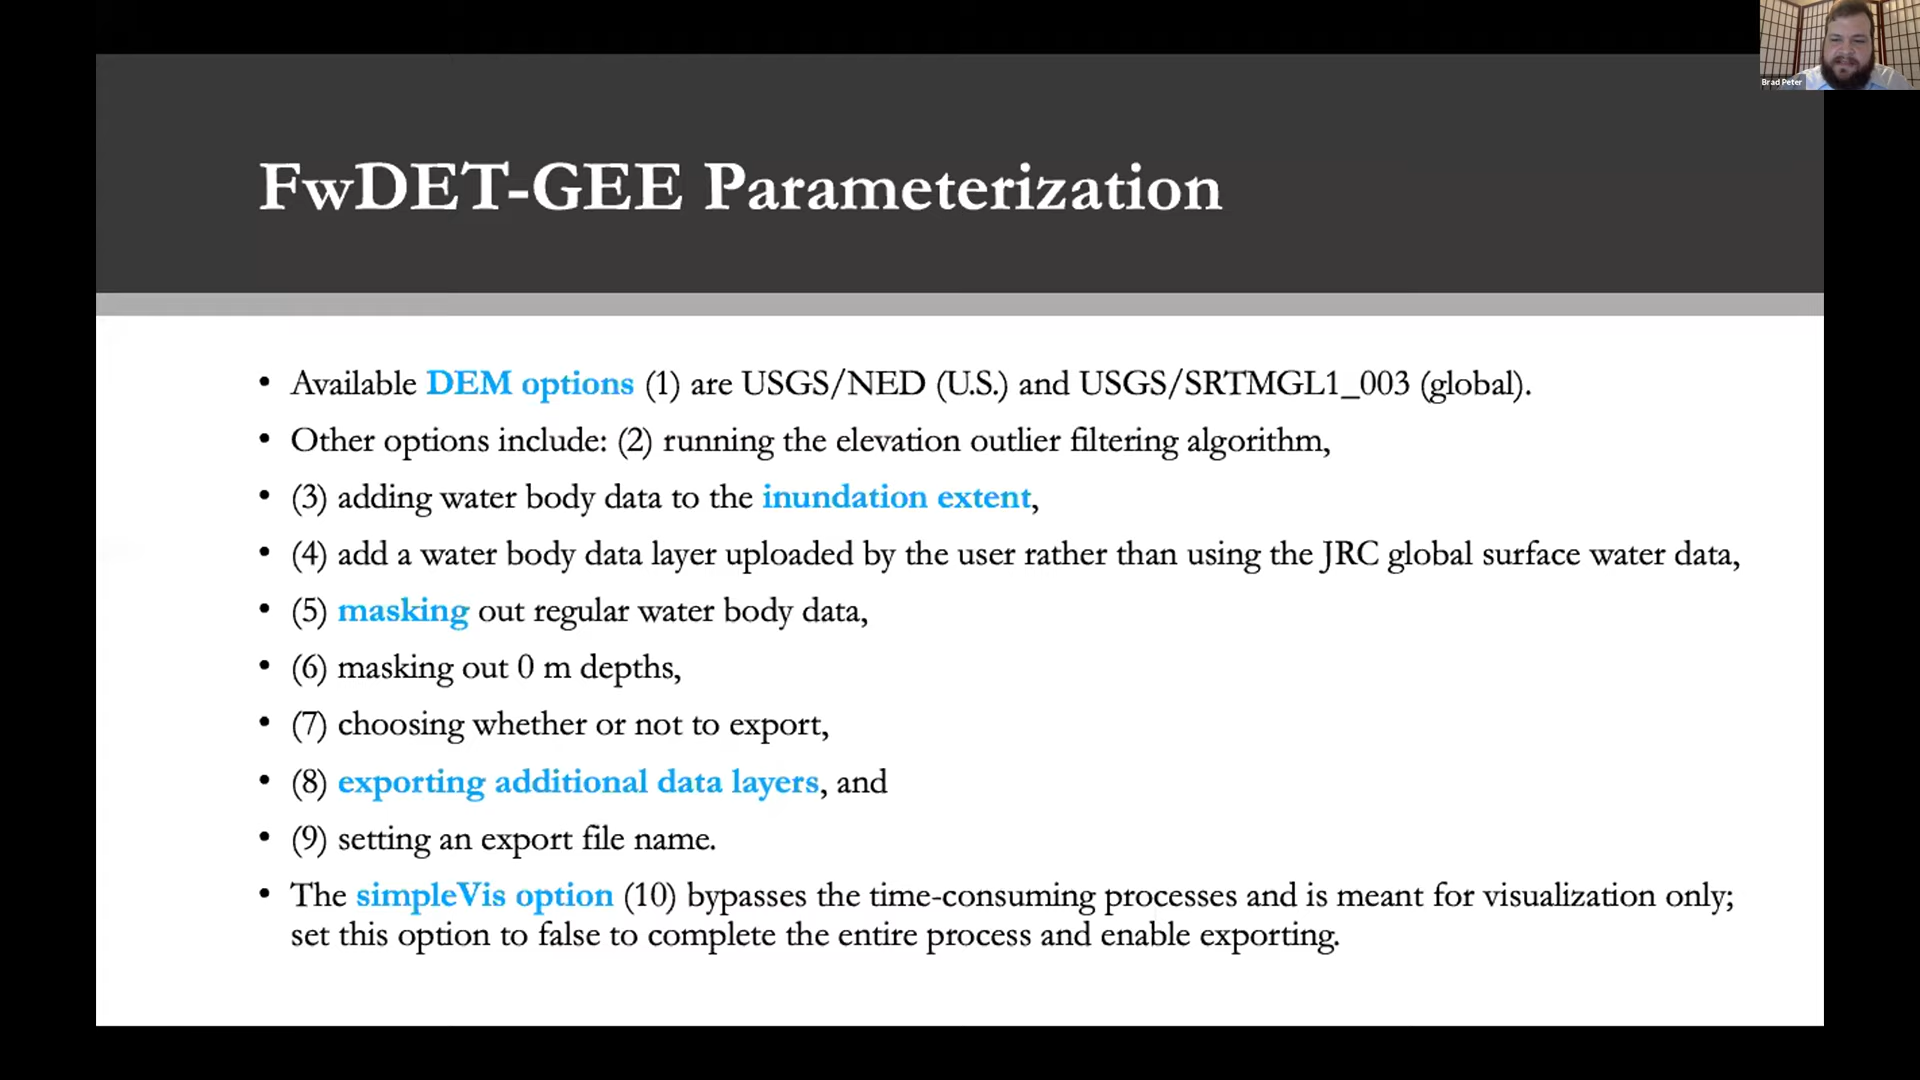 Brad Peter
FwDET-GEE Parameterization
• Available DEM options (1) are USGS/NED (U.S.) and USGS/SRTMGL1_003 (global).
• Other options include: (2) running the elevation outlier filtering algorithm,
• (3) adding water body data to the inundation extent,
• (4) add a water body data layer uploaded by the user rather than using the JRC global surface water data,
• (5) masking out regular water body data,
• (6) masking out 0 m depths,
• (7) choosing whether or not to export,
• (8) exporting additional data layers, and
• (9) setting an export file name.
• The simpleVis option (10) bypasses the time-consuming processes and is meant for visualization only;
set this option to false to complete the entire process and enable exporting.